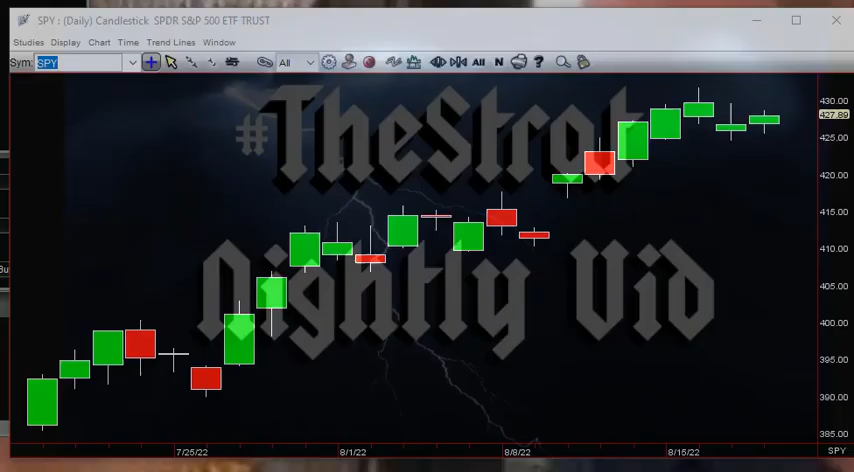 SPY : (Daily) Candlestick SPDR S&P 500 ETF TRUST
Studies Display Chart Time Trend Lines Window
Sym: SPY All All N ?
#TheStrat
Nightly Vid
430.00
427.89
425.00
420.00
415.00
410.00
405.00
400.00
395.00
390.00
385.00
7/25/22 8/1/22 8/8/22 8/15/22 SPY